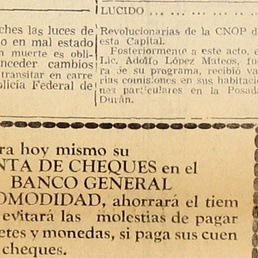 LUCIDO ... ... ...
ches las luces de
o en mal estado
n muerte es obli-
nceder cambios
transitar en carre
olicía Federal de
Revolucionarias de la CNOP d
esta Capital.
Posteriormente a este acto, e
Lic. Adolfo López Mateos, fu
ra de su programa, recibió va
rias comisiones en sus habitacio
nes particulares en la Posad
Durán.
ra hoy mismo su
NTA DE CHEQUES en el
BANCO GENERAL
OMODIDAD, ahorrará el tiem
evitará las molestias de pagar
etes y monedas, si paga sus cuen
cheques.